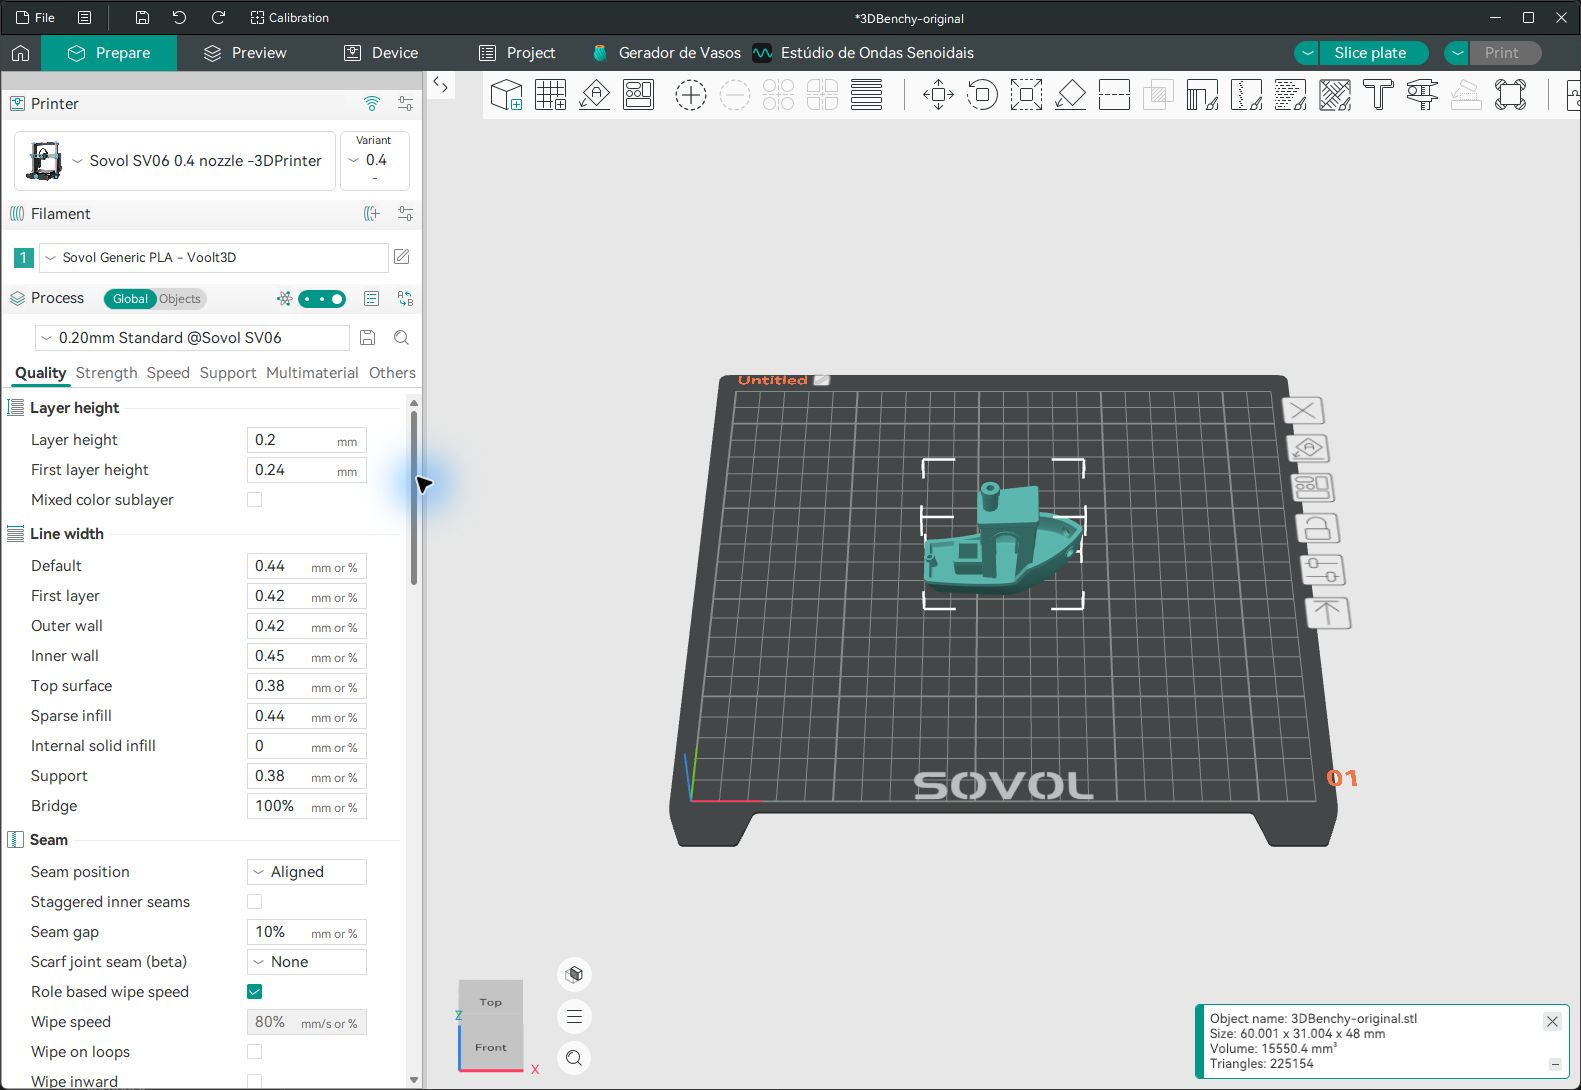 File
Calibration
*3DBenchy-original
Prepare
Preview
Device
Project
Gerador de Vasos
Estúdio de Ondas Senoidais
Slice plate
Print
Printer
Sovol SV06 0.4 nozzle -3DPrinter
Variant
0.4
-
Filament
1
Sovol Generic PLA - Voolt3D
Process
Global
Objects
0.20mm Standard @Sovol SV06
Quality
Strength
Speed
Support
Multimaterial
Others
Layer height
Layer height 0.2 mm
First layer height 0.24 mm
Mixed color sublayer
Line width
Default 0.44 mm or %
First layer 0.42 mm or %
Outer wall 0.42 mm or %
Inner wall 0.45 mm or %
Top surface 0.38 mm or %
Sparse infill 0.44 mm or %
Internal solid infill 0 mm or %
Support 0.38 mm or %
Bridge 100% mm or %
Seam
Seam position Aligned
Staggered inner seams
Seam gap 10% mm or %
Scarf joint seam (beta) None
Role based wipe speed
Wipe speed 80% mm/s or %
Wipe on loops
Wipe inward
Untitled
SOVOL
01
Top
Front
Z
X
Object name: 3DBenchy-original.stl
Size: 60.001 x 31.004 x 48 mm
Volume: 15550.4 mm³
Triangles: 225154